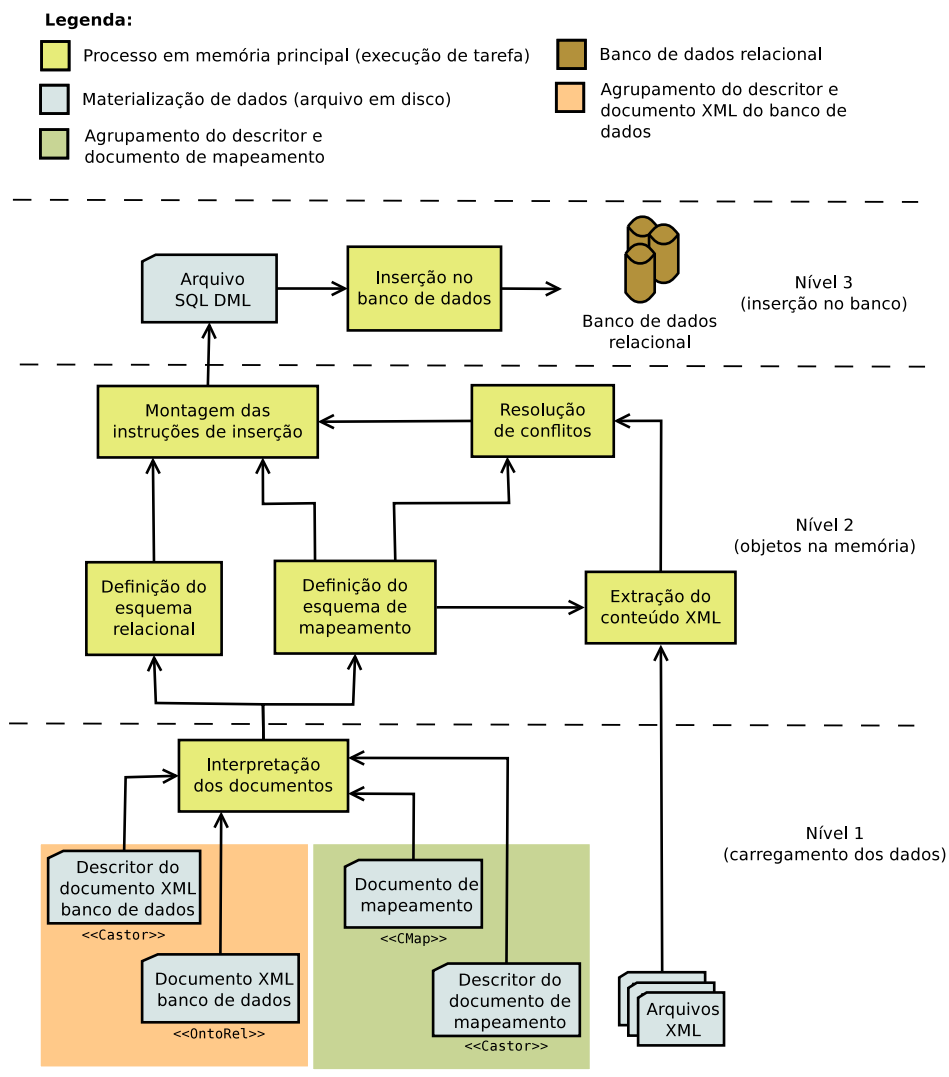 Legenda:
Processo em memória principal (execução de tarefa)
Materialização de dados (arquivo em disco)
Agrupamento do descritor e
documento de mapeamento
Banco de dados relacional
Agrupamento do descritor e
documento XML do banco de
dados
Arquivo
SQL DML
Inserção no
banco de dados
Banco de dados
relacional
Nível 3
(inserção no banco)
Montagem das
instruções de inserção
Resolução
de conflitos
Nível 2
(objetos na memória)
Definição do
esquema
relacional
Definição do
esquema de
mapeamento
Extração do
conteúdo XML
Interpretação
dos documentos
Nível 1
(carregamento dos dados)
Descritor do
documento XML
banco de dados
<<Castor>>
Documento de
mapeamento
<<CMap>>
Documento XML
banco de dados
<<OntoRel>>
Descritor do
documento de
mapeamento
<<Castor>>
Arquivos
XML